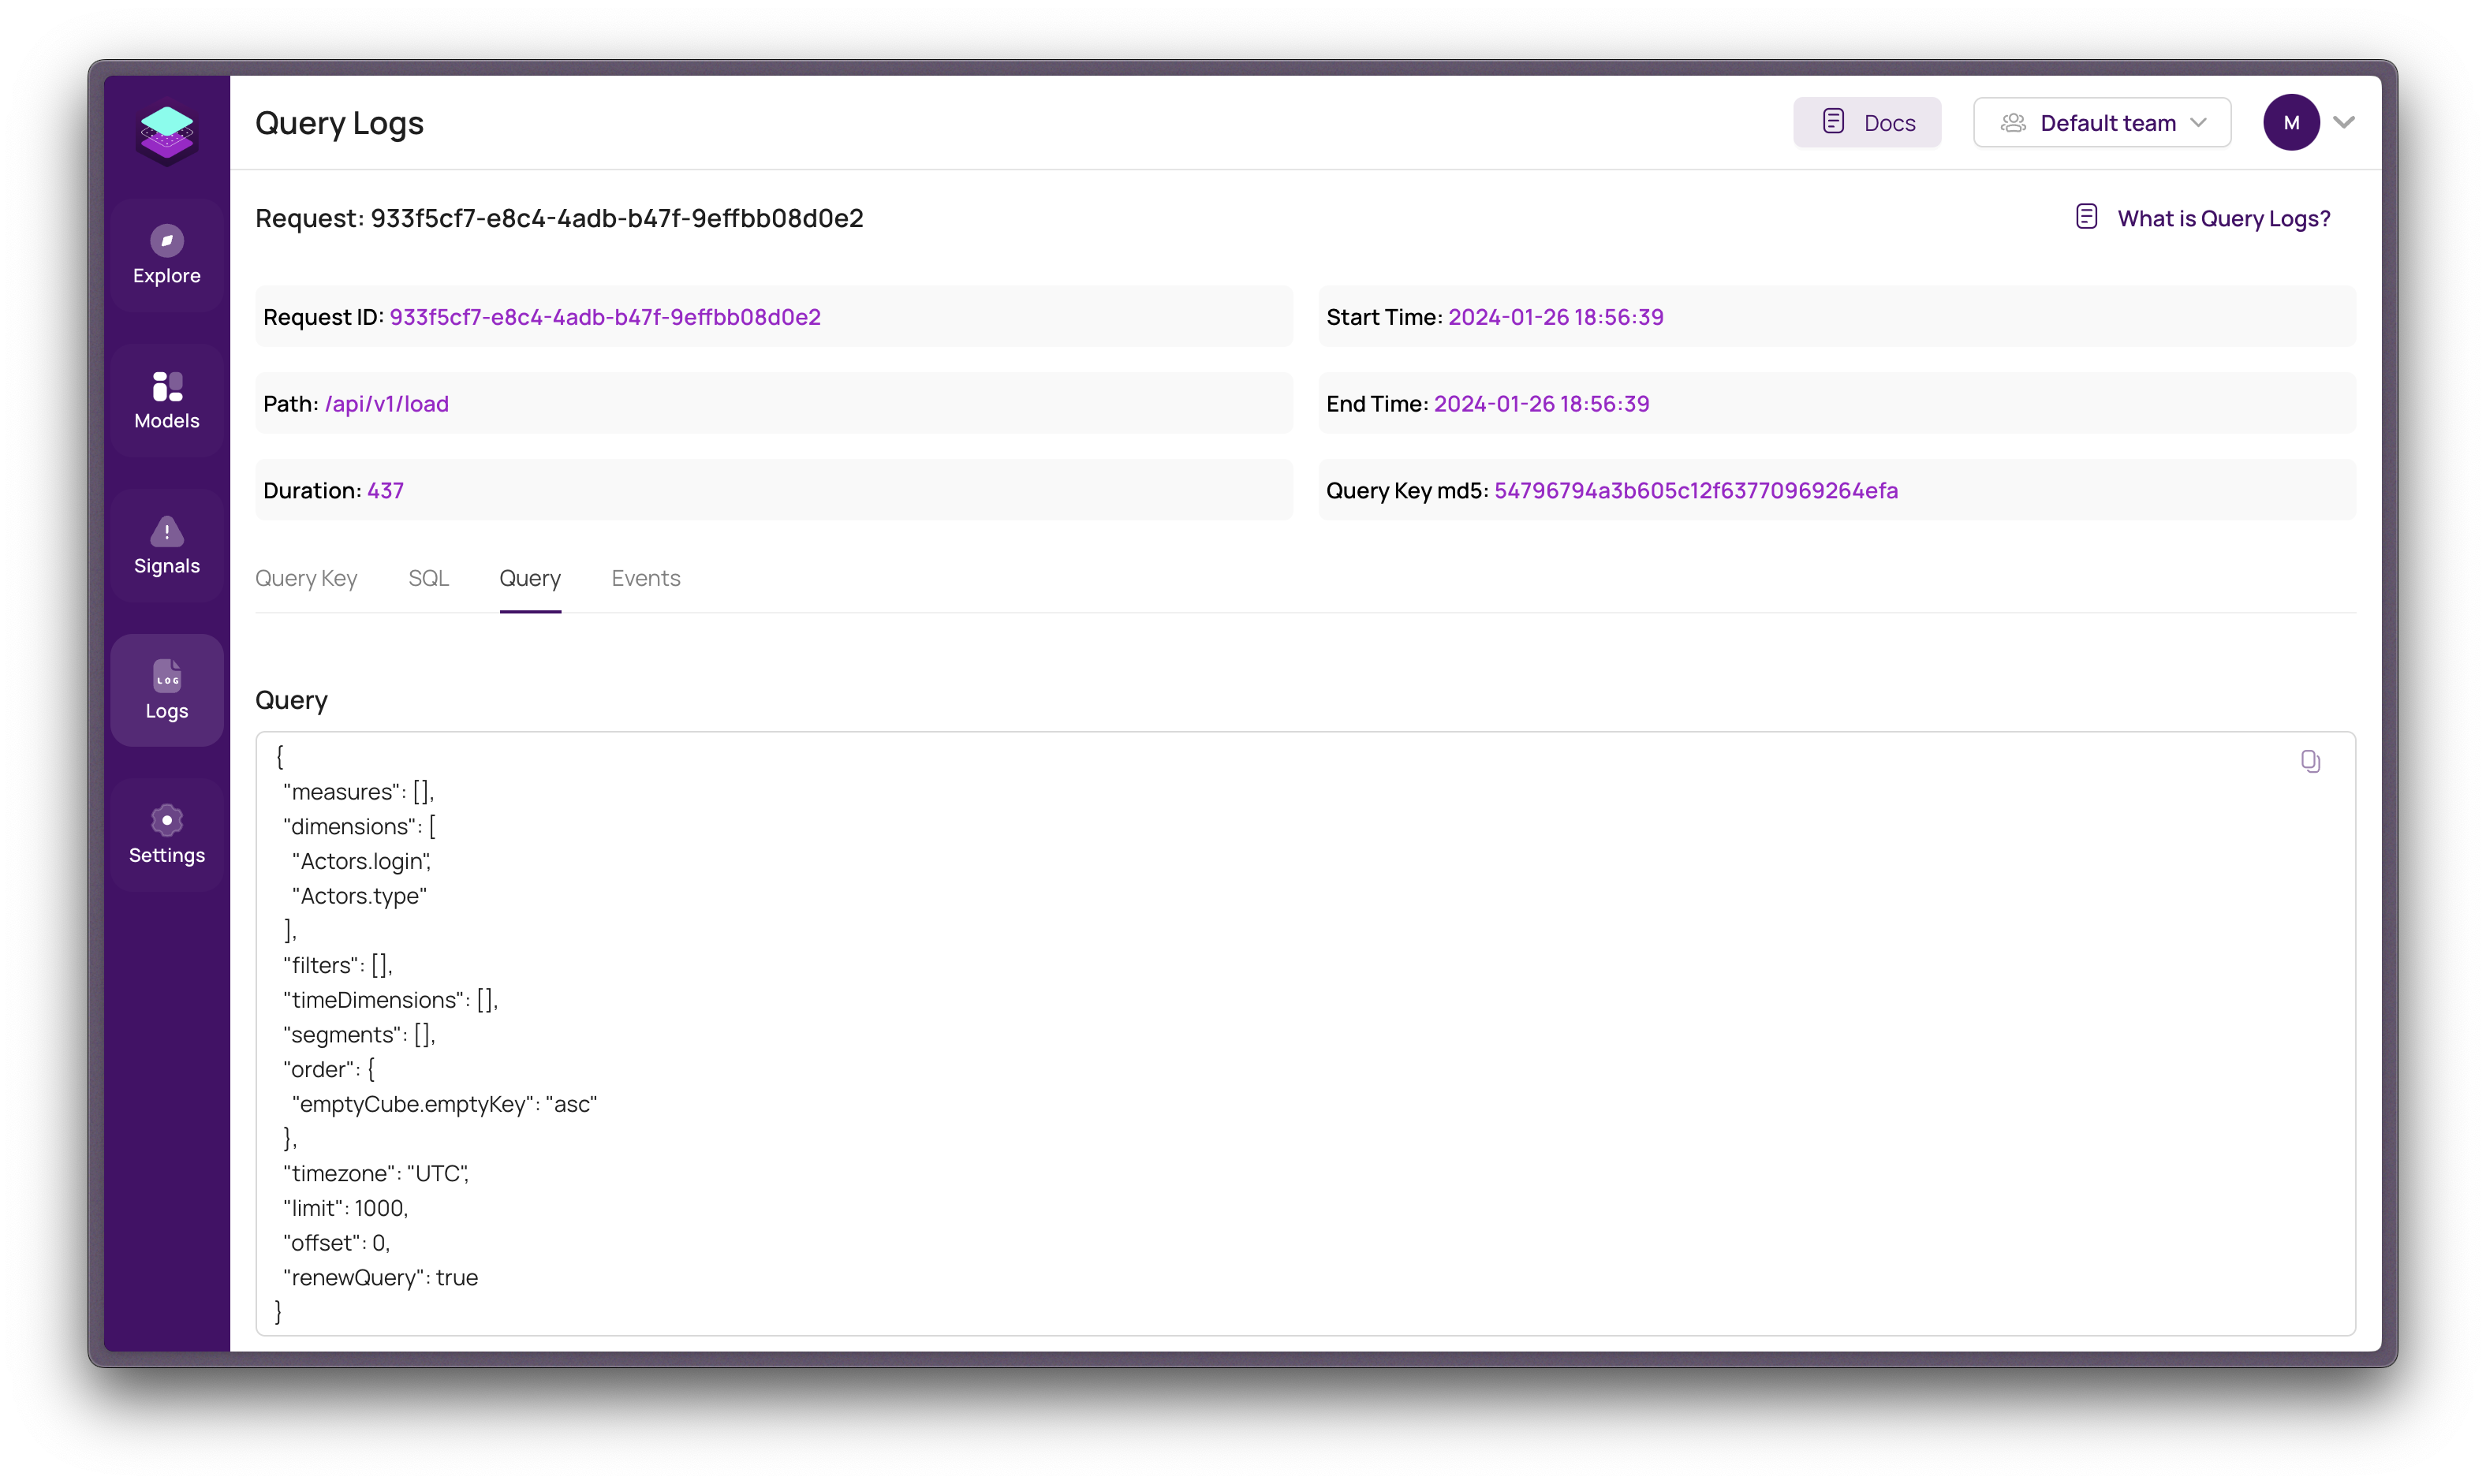 Query Logs
Docs
Default team
M
Explore
Models
Signals
LOG
Logs
Settings
Request: 933f5cf7-e8c4-4adb-b47f-9effbb08d0e2
What is Query Logs?
Request ID: 933f5cf7-e8c4-4adb-b47f-9effbb08d0e2
Start Time: 2024-01-26 18:56:39
Path: /api/v1/load
End Time: 2024-01-26 18:56:39
Duration: 437
Query Key md5: 54796794a3b605c12f63770969264efa
Query Key
SQL
Query
Events
Query
{
"measures": [],
"dimensions": [
"Actors.login",
"Actors.type"
],
"filters": [],
"timeDimensions": [],
"segments": [],
"order": {
"emptyCube.emptyKey": "asc"
},
"timezone": "UTC",
"limit": 1000,
"offset": 0,
"renewQuery": true
}